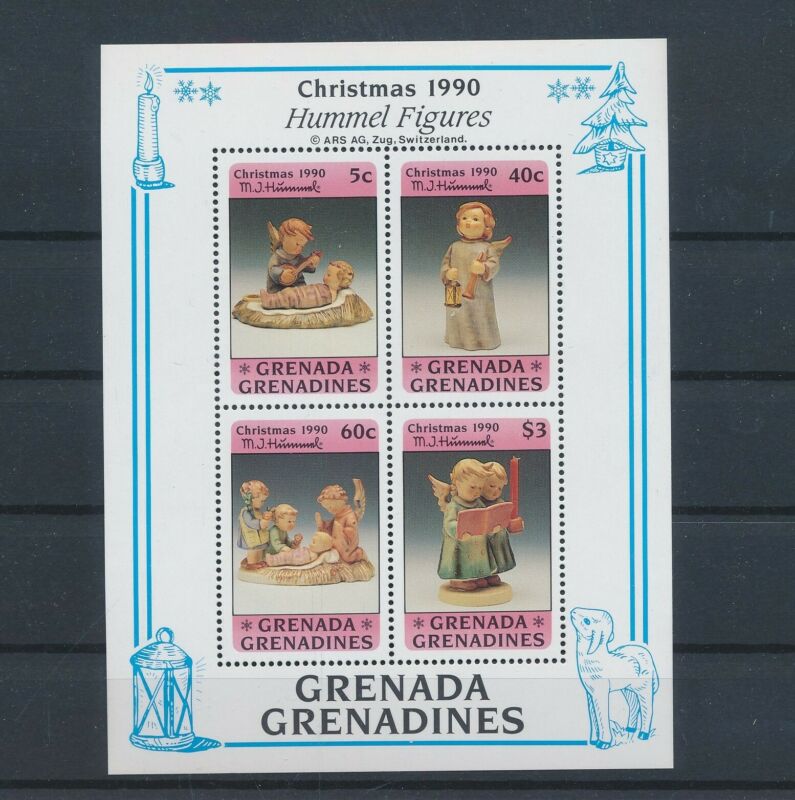 Christmas 1990
Hummel Figures
© ARS AG, Zug, Switzerland.
Christmas 1990 5c
M.J.Hummel®
* GRENADA *
GRENADINES
Christmas 1990 40c
M.J.Hummel®
* GRENADA *
GRENADINES
Christmas 1990 60c
M.J.Hummel®
* GRENADA *
GRENADINES
Christmas 1990 $3
M.J.Hummel®
* GRENADA *
GRENADINES
GRENADA
GRENADINES